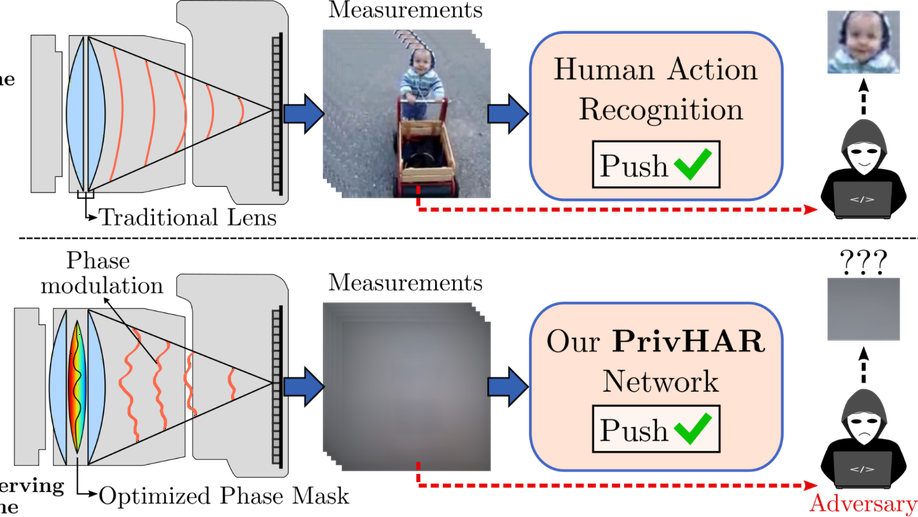 Measurements
ne
Human Action
Recognition
Push
</>
Traditional Lens
Phase
modulation
Measurements
???
Our PrivHAR
Network
Push
</>
erving
ne
Optimized Phase Mask
Adversary